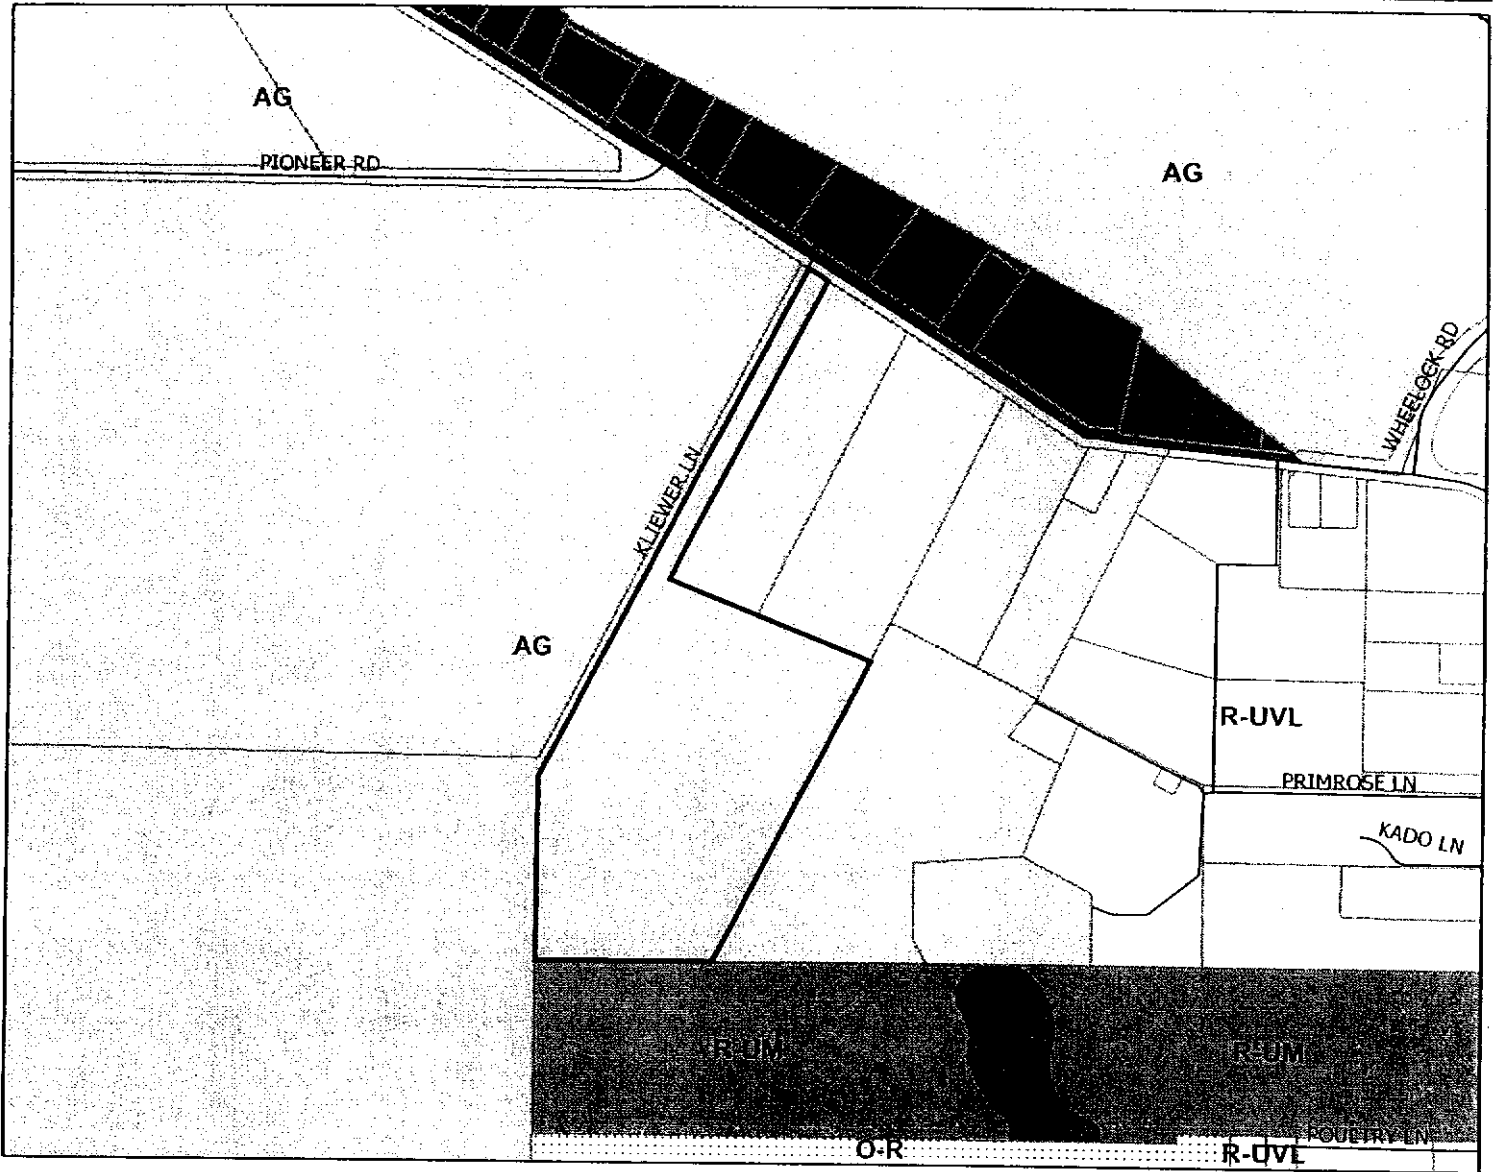 AG
PIONEER RD
AG
WHEELOCK RD
KLIEWER LN
AG
R-UVL
PRIMROSE LN
KADO LN
R-UM
R-UM
POULTRY LN
O-R
R-UVL